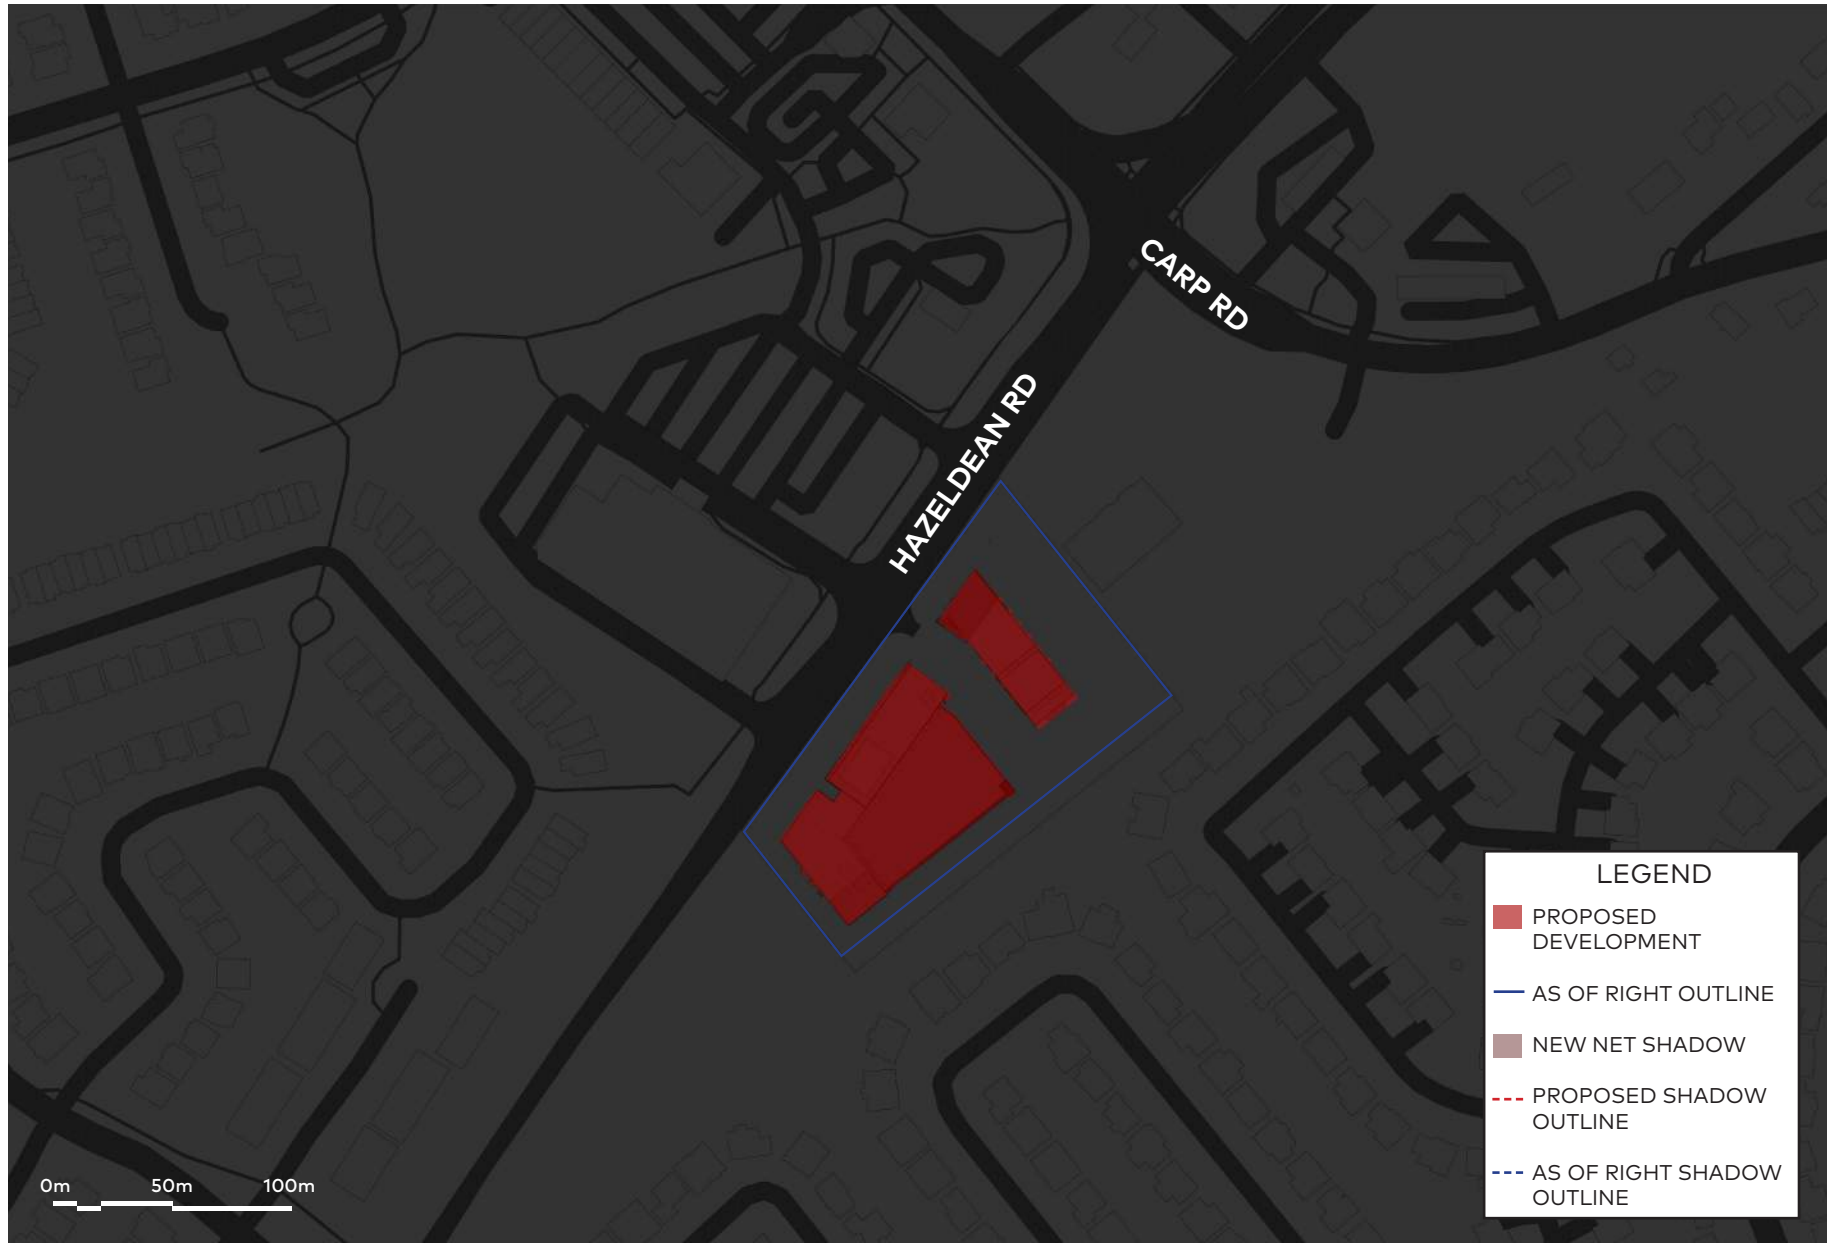 CARP RD
HAZELDEAN RD
LEGEND
PROPOSED
DEVELOPMENT
AS OF RIGHT OUTLINE
NEW NET SHADOW
PROPOSED SHADOW
OUTLINE
AS OF RIGHT SHADOW
OUTLINE
0m 50m 100m